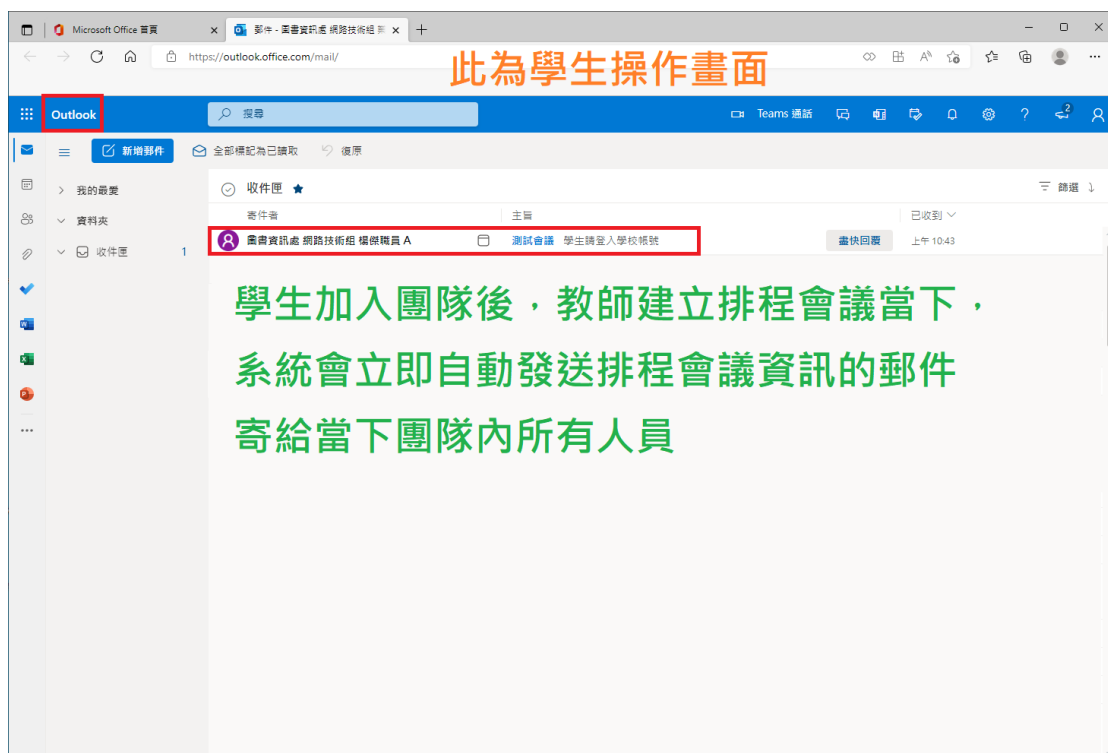 Microsoft Office 首頁
郵件 - 圖書資訊處 網路技術組
https://outlook.office.com/mail/
此為學生操作畫面
Outlook
搜尋
Teams 通話
2
新增郵件
全部標記為已讀取
復原
我的最愛
收件匣
篩選
寄件者
主旨
已收到
資料夾
圖書資訊處 網路技術組 楊傑職員 A
測試會議 學生請登入學校帳號
盡快回覆
上午 10:43
收件匣
1
學生加入團隊後，教師建立排程會議當下，
系統會立即自動發送排程會議資訊的郵件
寄給當下團隊內所有人員